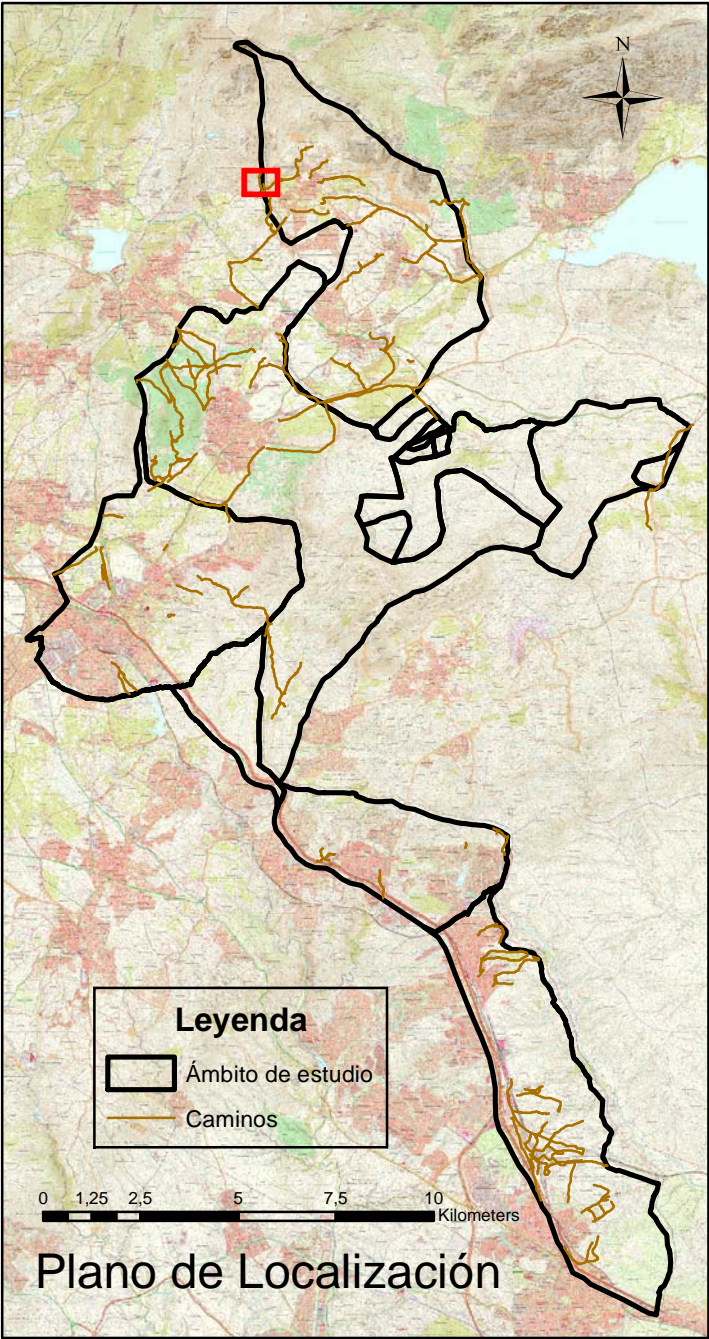 N
Leyenda
Ámbito de estudio
Caminos
0 1,25 2,5 5 7,5 10
Kilometers
Plano de Localización